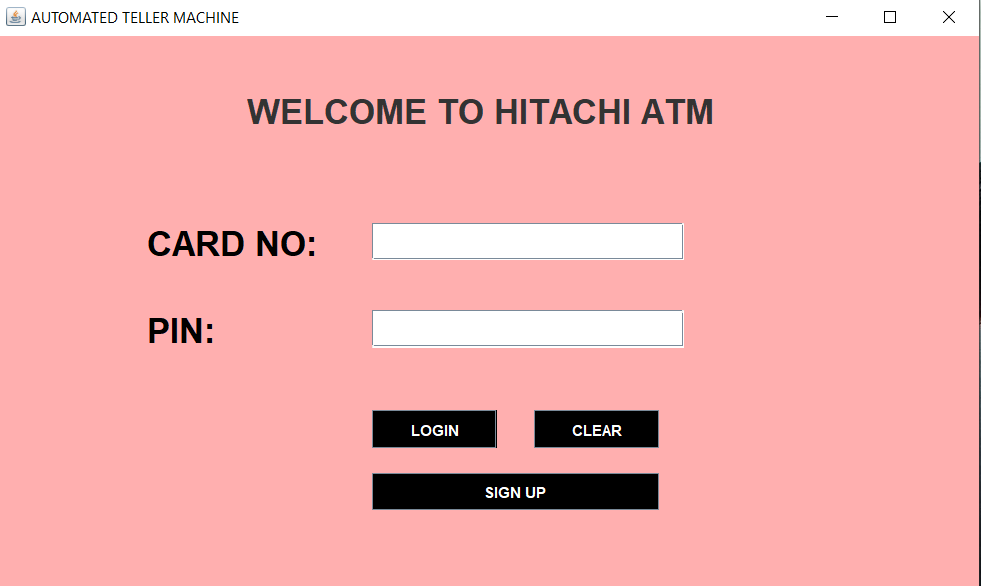 AUTOMATED TELLER MACHINE
WELCOME TO HITACHI ATM
CARD NO:
PIN:
LOGIN CLEAR
SIGN UP